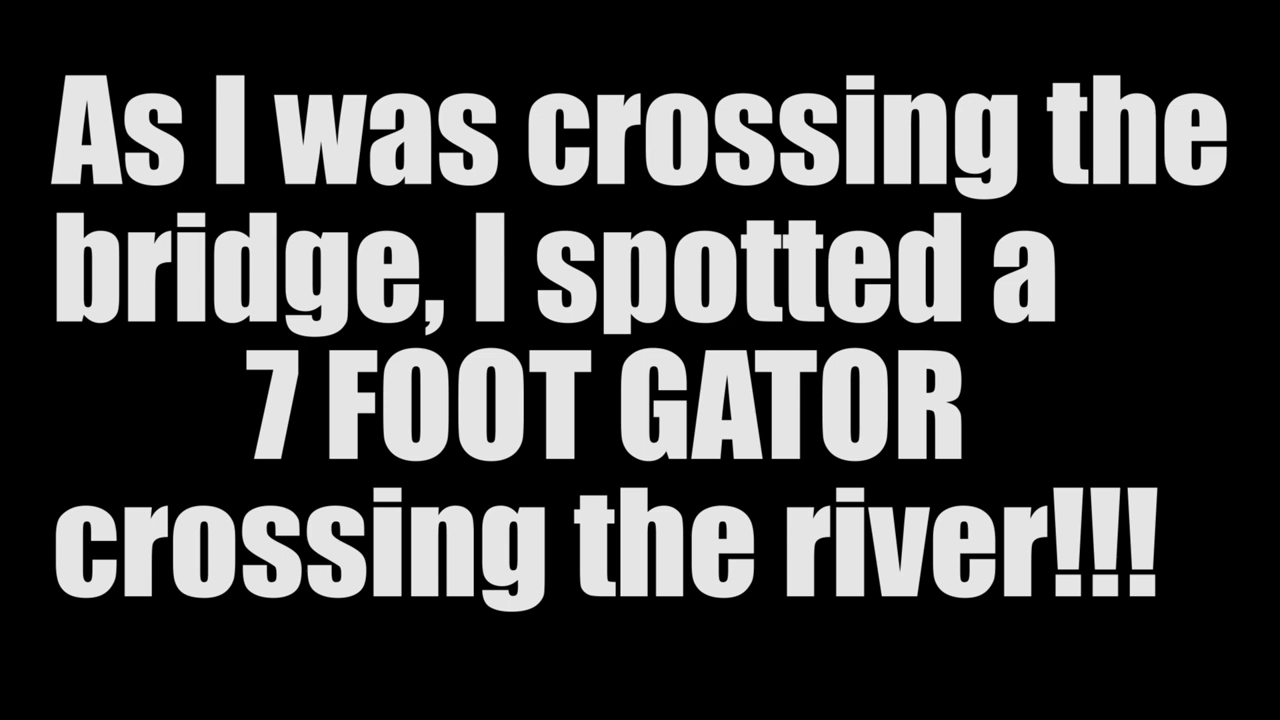 As I was crossing the
bridge, I spotted a
7 FOOT GATOR
crossing the river!!!